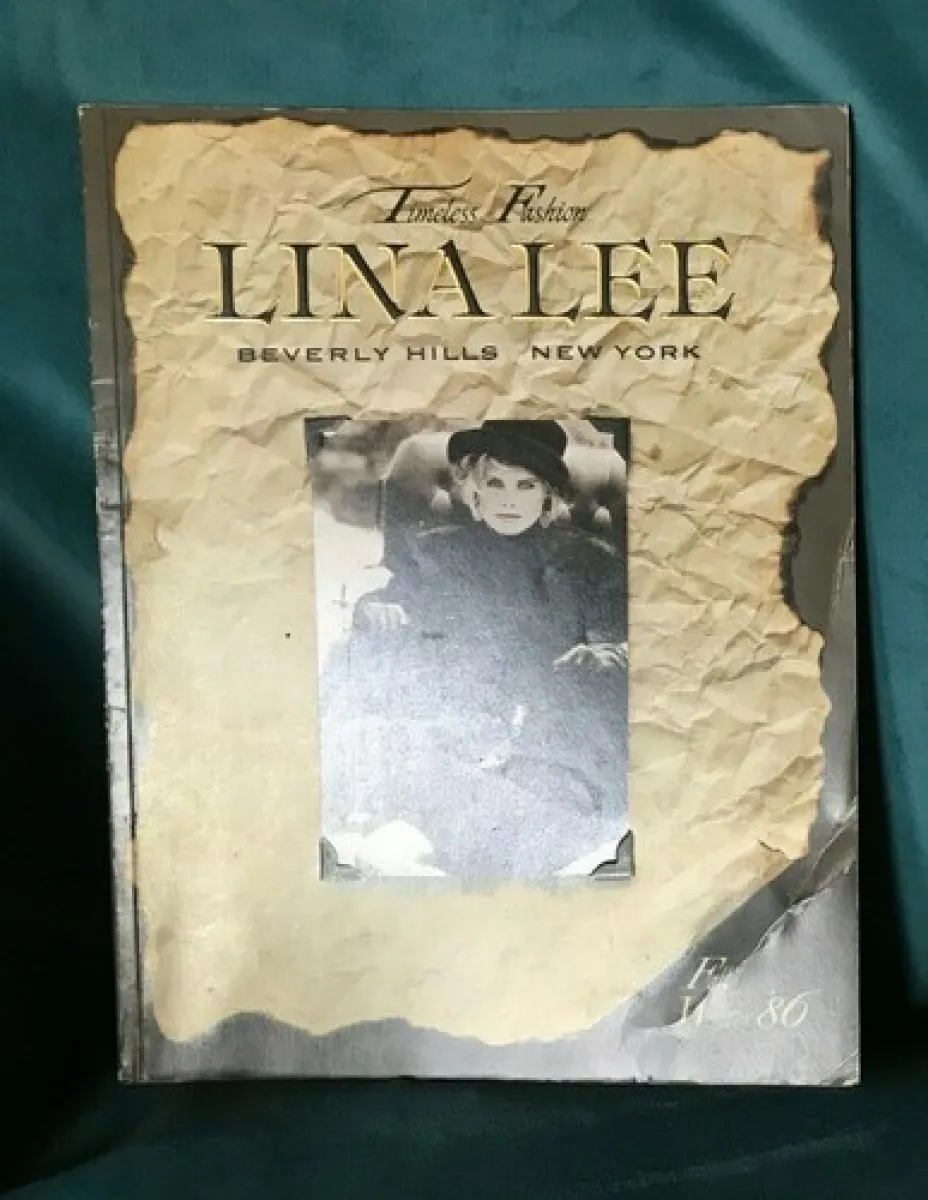 Timeless Fashion
LINA LEE
BEVERLY HILLS NEW YORK
'86